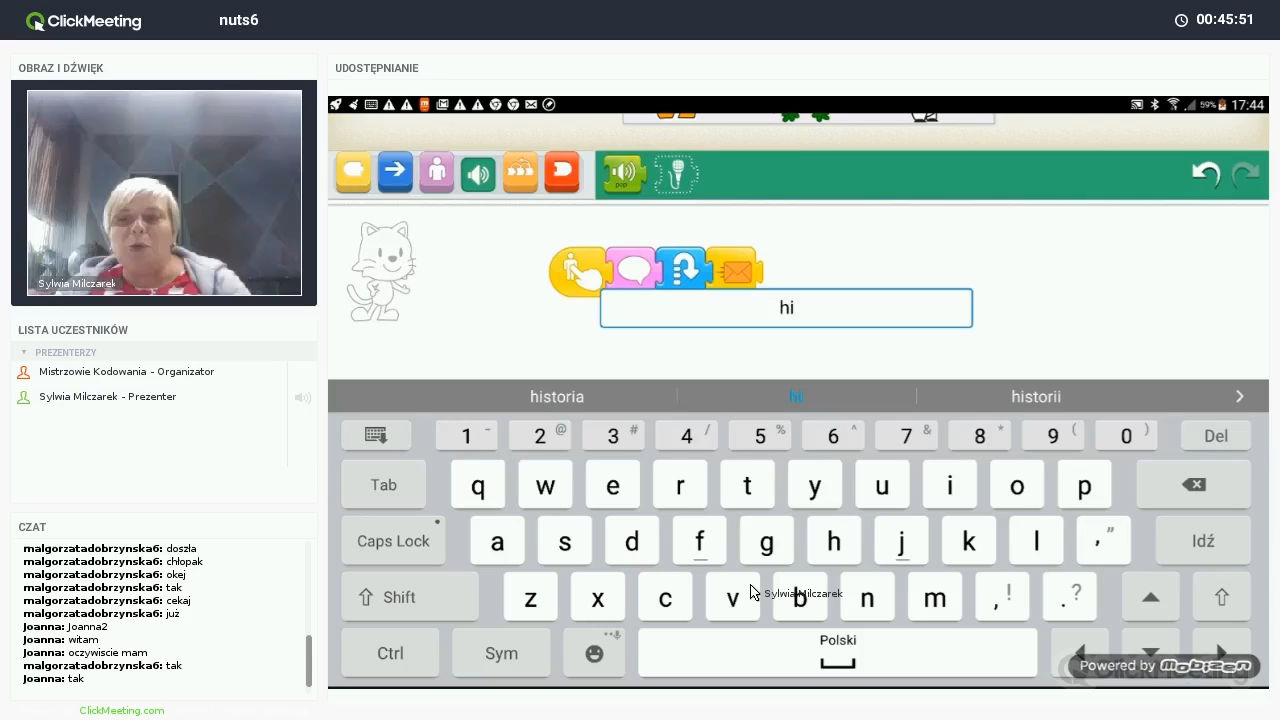 ClickMeeting
nuts6
00:45:51
OBRAZ I DŹWIĘK
UDOSTĘPNIANIE
59%
17:44
pop
Sylwia Milczarek
hi
LISTA UCZESTNIKÓW
PREZENTERZY
Mistrzowie Kodowania - Organizator
Sylwia Milczarek - Prezenter
historia
hi
historii
1 - 2 @ 3 # 4 / 5 % 6 ^ 7 & 8 * 9 ( 0 ) Del
Tab q w e r t y u i o p
Caps Lock a s d f g h j k l ' "
Shift z x c v b n m , ! . ?
Sylwia Milczarek
Ctrl Sym Polski
Powered by mobizen
ClickMeeting
Idź
CZAT
malgorzatadobrzynska6: doszła
malgorzatadobrzynska6: chłopak
malgorzatadobrzynska6: okej
malgorzatadobrzynska6: tak
malgorzatadobrzynska6: cekaj
malgorzatadobrzynska6: już
Joanna: Joanna2
Joanna: witam
Joanna: oczywiscie mam
malgorzatadobrzynska6: tak
Joanna: tak
ClickMeeting.com